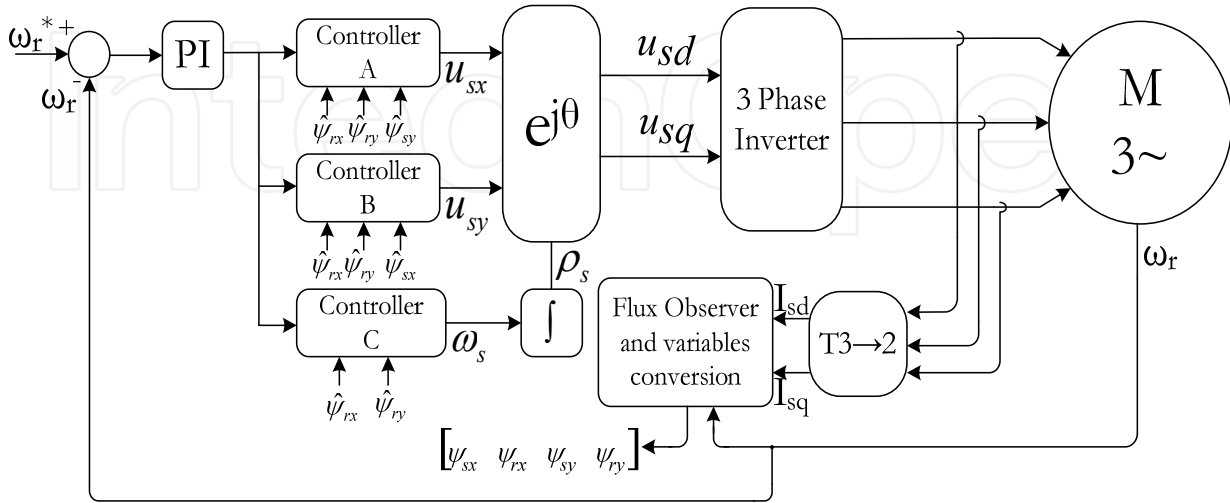 ω_r* +
ω_r -
PI
Controller
A
ψ̂_rx ψ̂_ry ψ̂_sy
u_sx
Controller
B
ψ̂_rx ψ̂_ry ψ̂_sx
u_sy
Controller
C
ψ̂_rx ψ̂_ry
ω_s
∫
ρ_s
e^jθ
u_sd
u_sq
3 Phase
Inverter
M
3~
ω_r
T3→2
I_sd
I_sq
Flux Observer
and variables
conversion
[ψ_sx ψ_rx ψ_sy ψ_ry]
IntechOpe